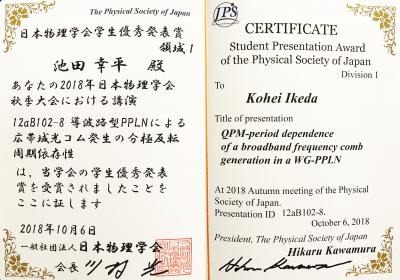 The Physical Society of Japan
日本物理学会学生優秀発表賞
領域1
池田 幸平 殿
あなたの2018年日本物理学会
秋季大会における講演
12aB102-8 導波路型PPLNによる
広帯域光コム発生の分極反転
周期依存性
は、当学会の学生優秀発表
賞を受賞されましたことを
ここに証します
2018年10月6日
一般社団法人日本物理学会
会長 川村 光
JPS
CERTIFICATE
Student Presentation Award
of the Physical Society of Japan
Division 1
To
Kohei Ikeda
Title of presentation
QPM-period dependence
of a broadband frequency comb
generation in a WG-PPLN
At 2018 Autumn meeting of the Physical
Society of Japan.
Presentation ID 12aB102-8.
October 6, 2018
President, The Physical Society of Japan
Hikaru Kawamura